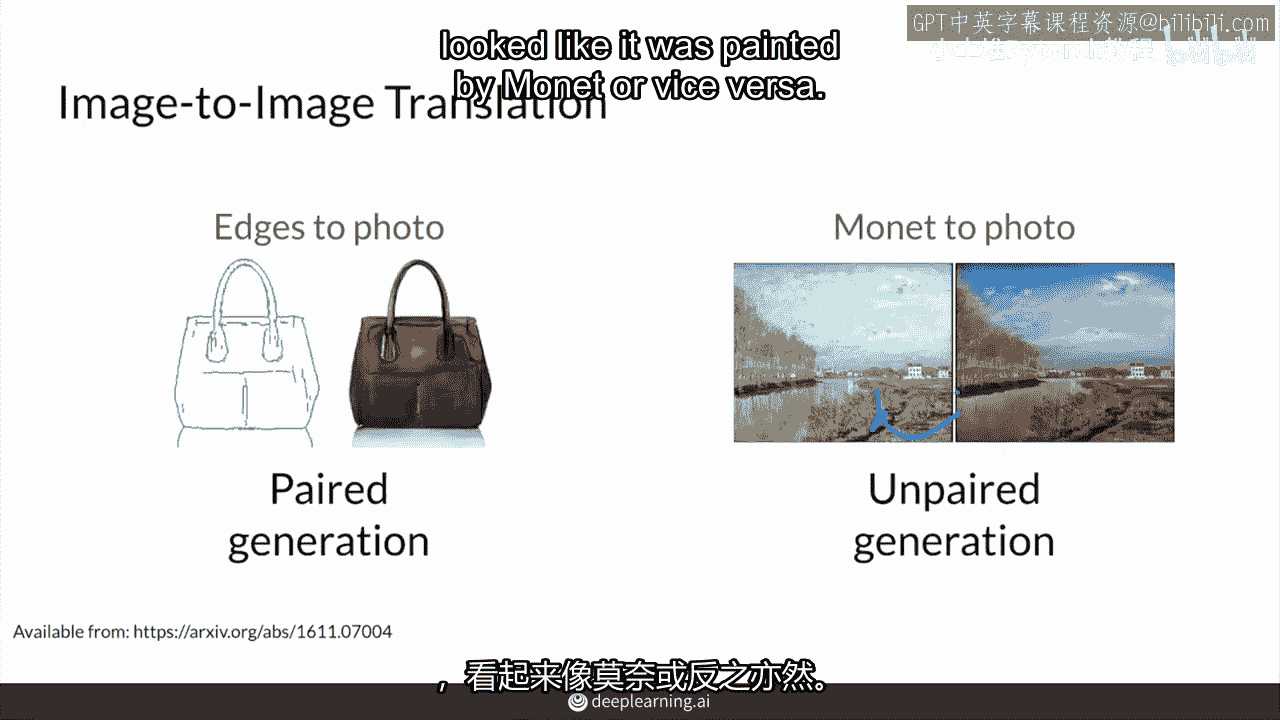 GPT中英字幕课程资源@bilibili.com
looked like it was painted
by Monet or vice versa.
Image-to-Image Translation
Edges to photo
Monet to photo
Paired
generation
Unpaired
generation
Available from: https://arxiv.org/abs/1611.07004
，看起来像莫奈或反之亦然。
deeplearning.ai